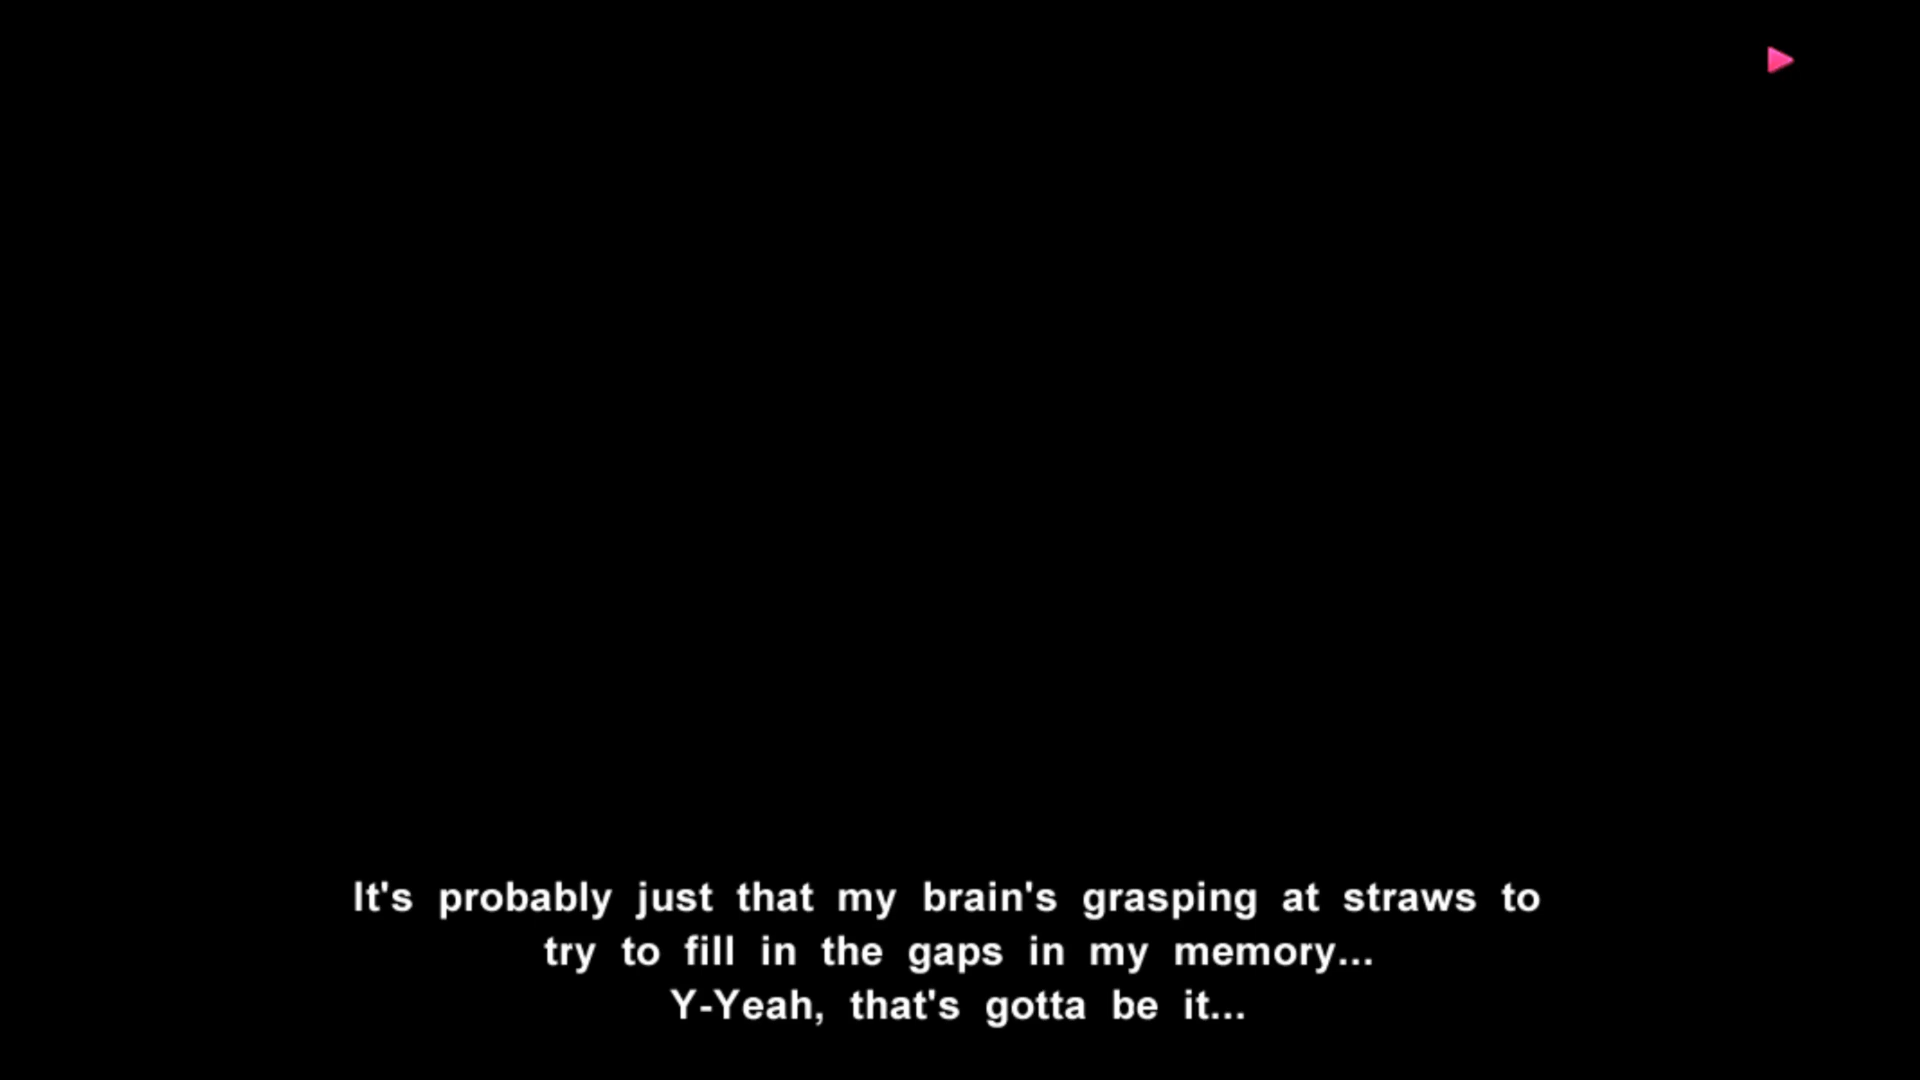 It's probably just that my brain's grasping at straws to
try to fill in the gaps in my memory...
Y-Yeah, that's gotta be it...